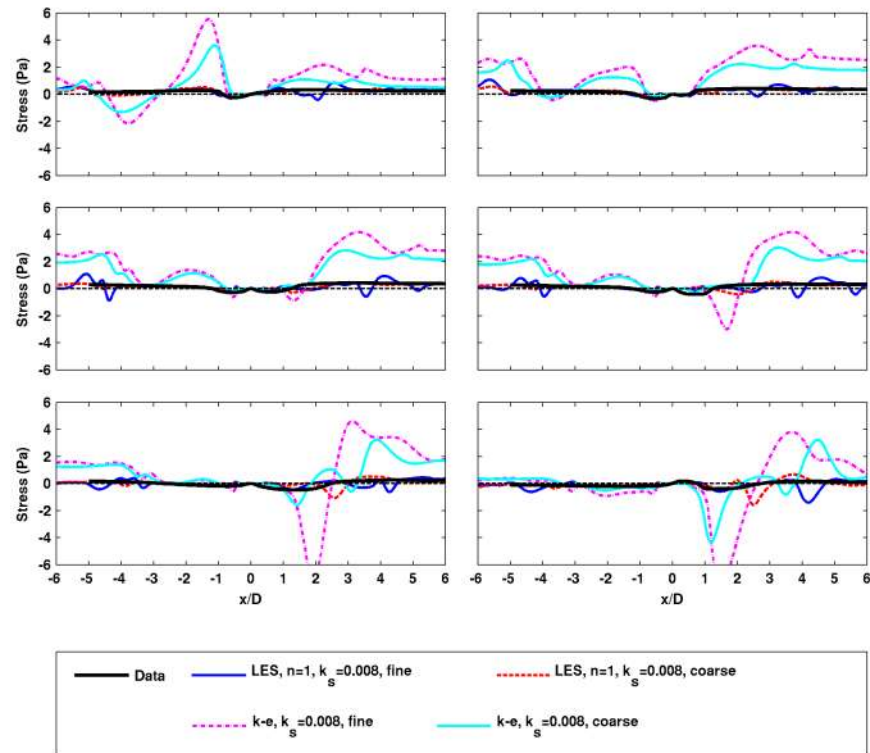 6
4
2
0
-2
-4
-6
Stress (Pa)
6
4
2
0
-2
-4
-6
Stress (Pa)
6
4
2
0
-2
-4
-6
Stress (Pa)
-6 -5 -4 -3 -2 -1 0 1 2 3 4 5 6
-6 -5 -4 -3 -2 -1 0 1 2 3 4 5 6
x/D
x/D
Data
LES, n=1, k_s=0.008, fine
LES, n=1, k_s=0.008, coarse
k-e, k_s=0.008, fine
k-e, k_s=0.008, coarse